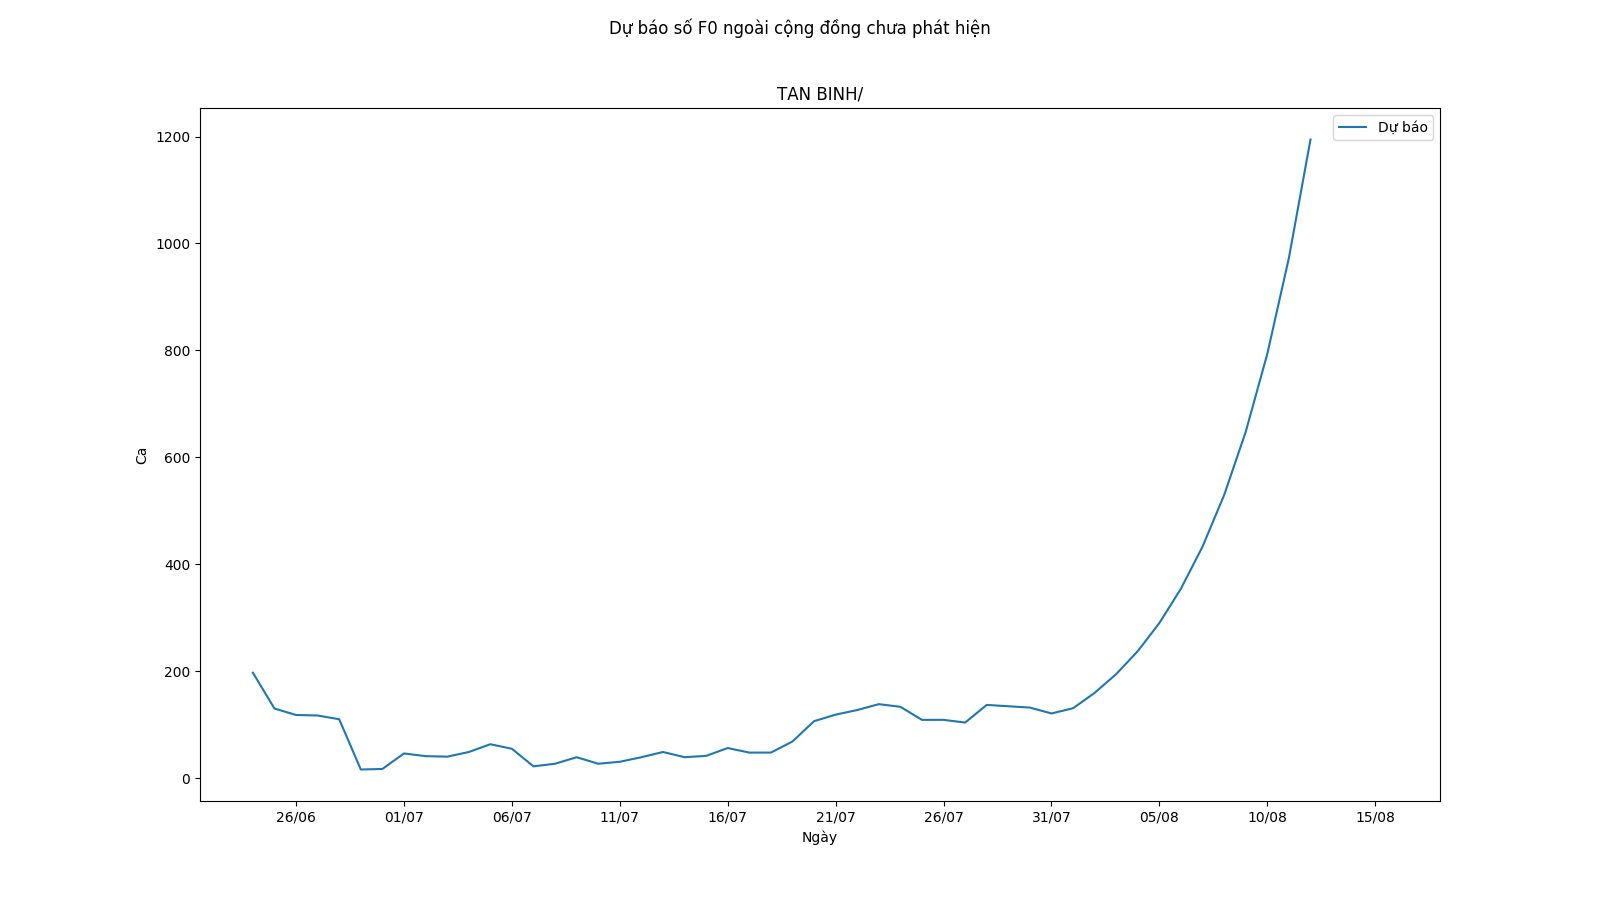 Dự báo số F0 ngoài cộng đồng chưa phát hiện
TAN BINH/
Dự báo
1200
1000
800
600
400
200
0
Ca
26/06 01/07 06/07 11/07 16/07 21/07 26/07 31/07 05/08 10/08 15/08
Ngày